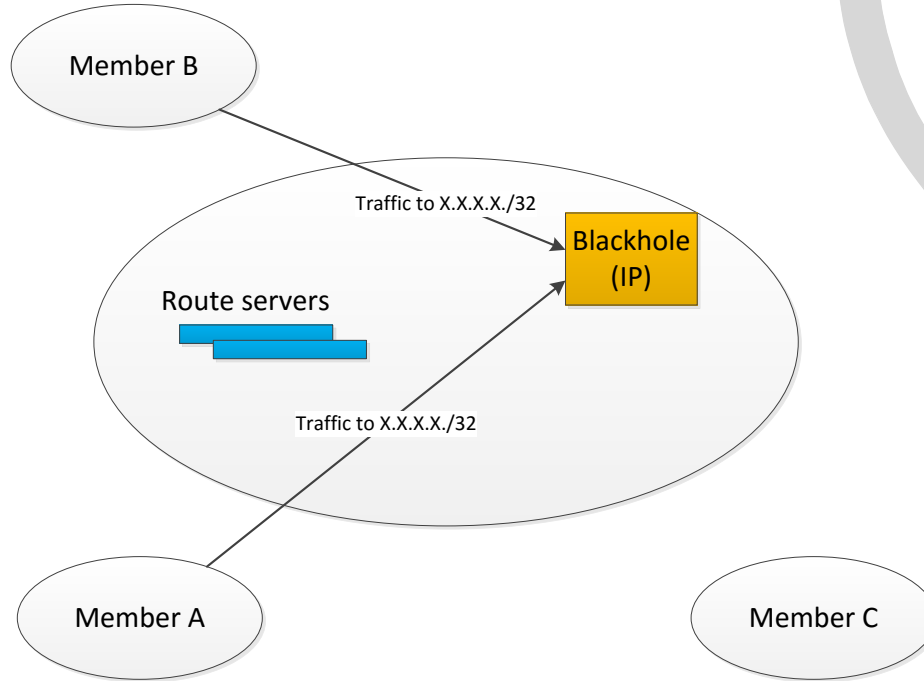 Member B
Traffic to X.X.X.X./32
Blackhole
(IP)
Route servers
Traffic to X.X.X.X./32
Member A
Member C